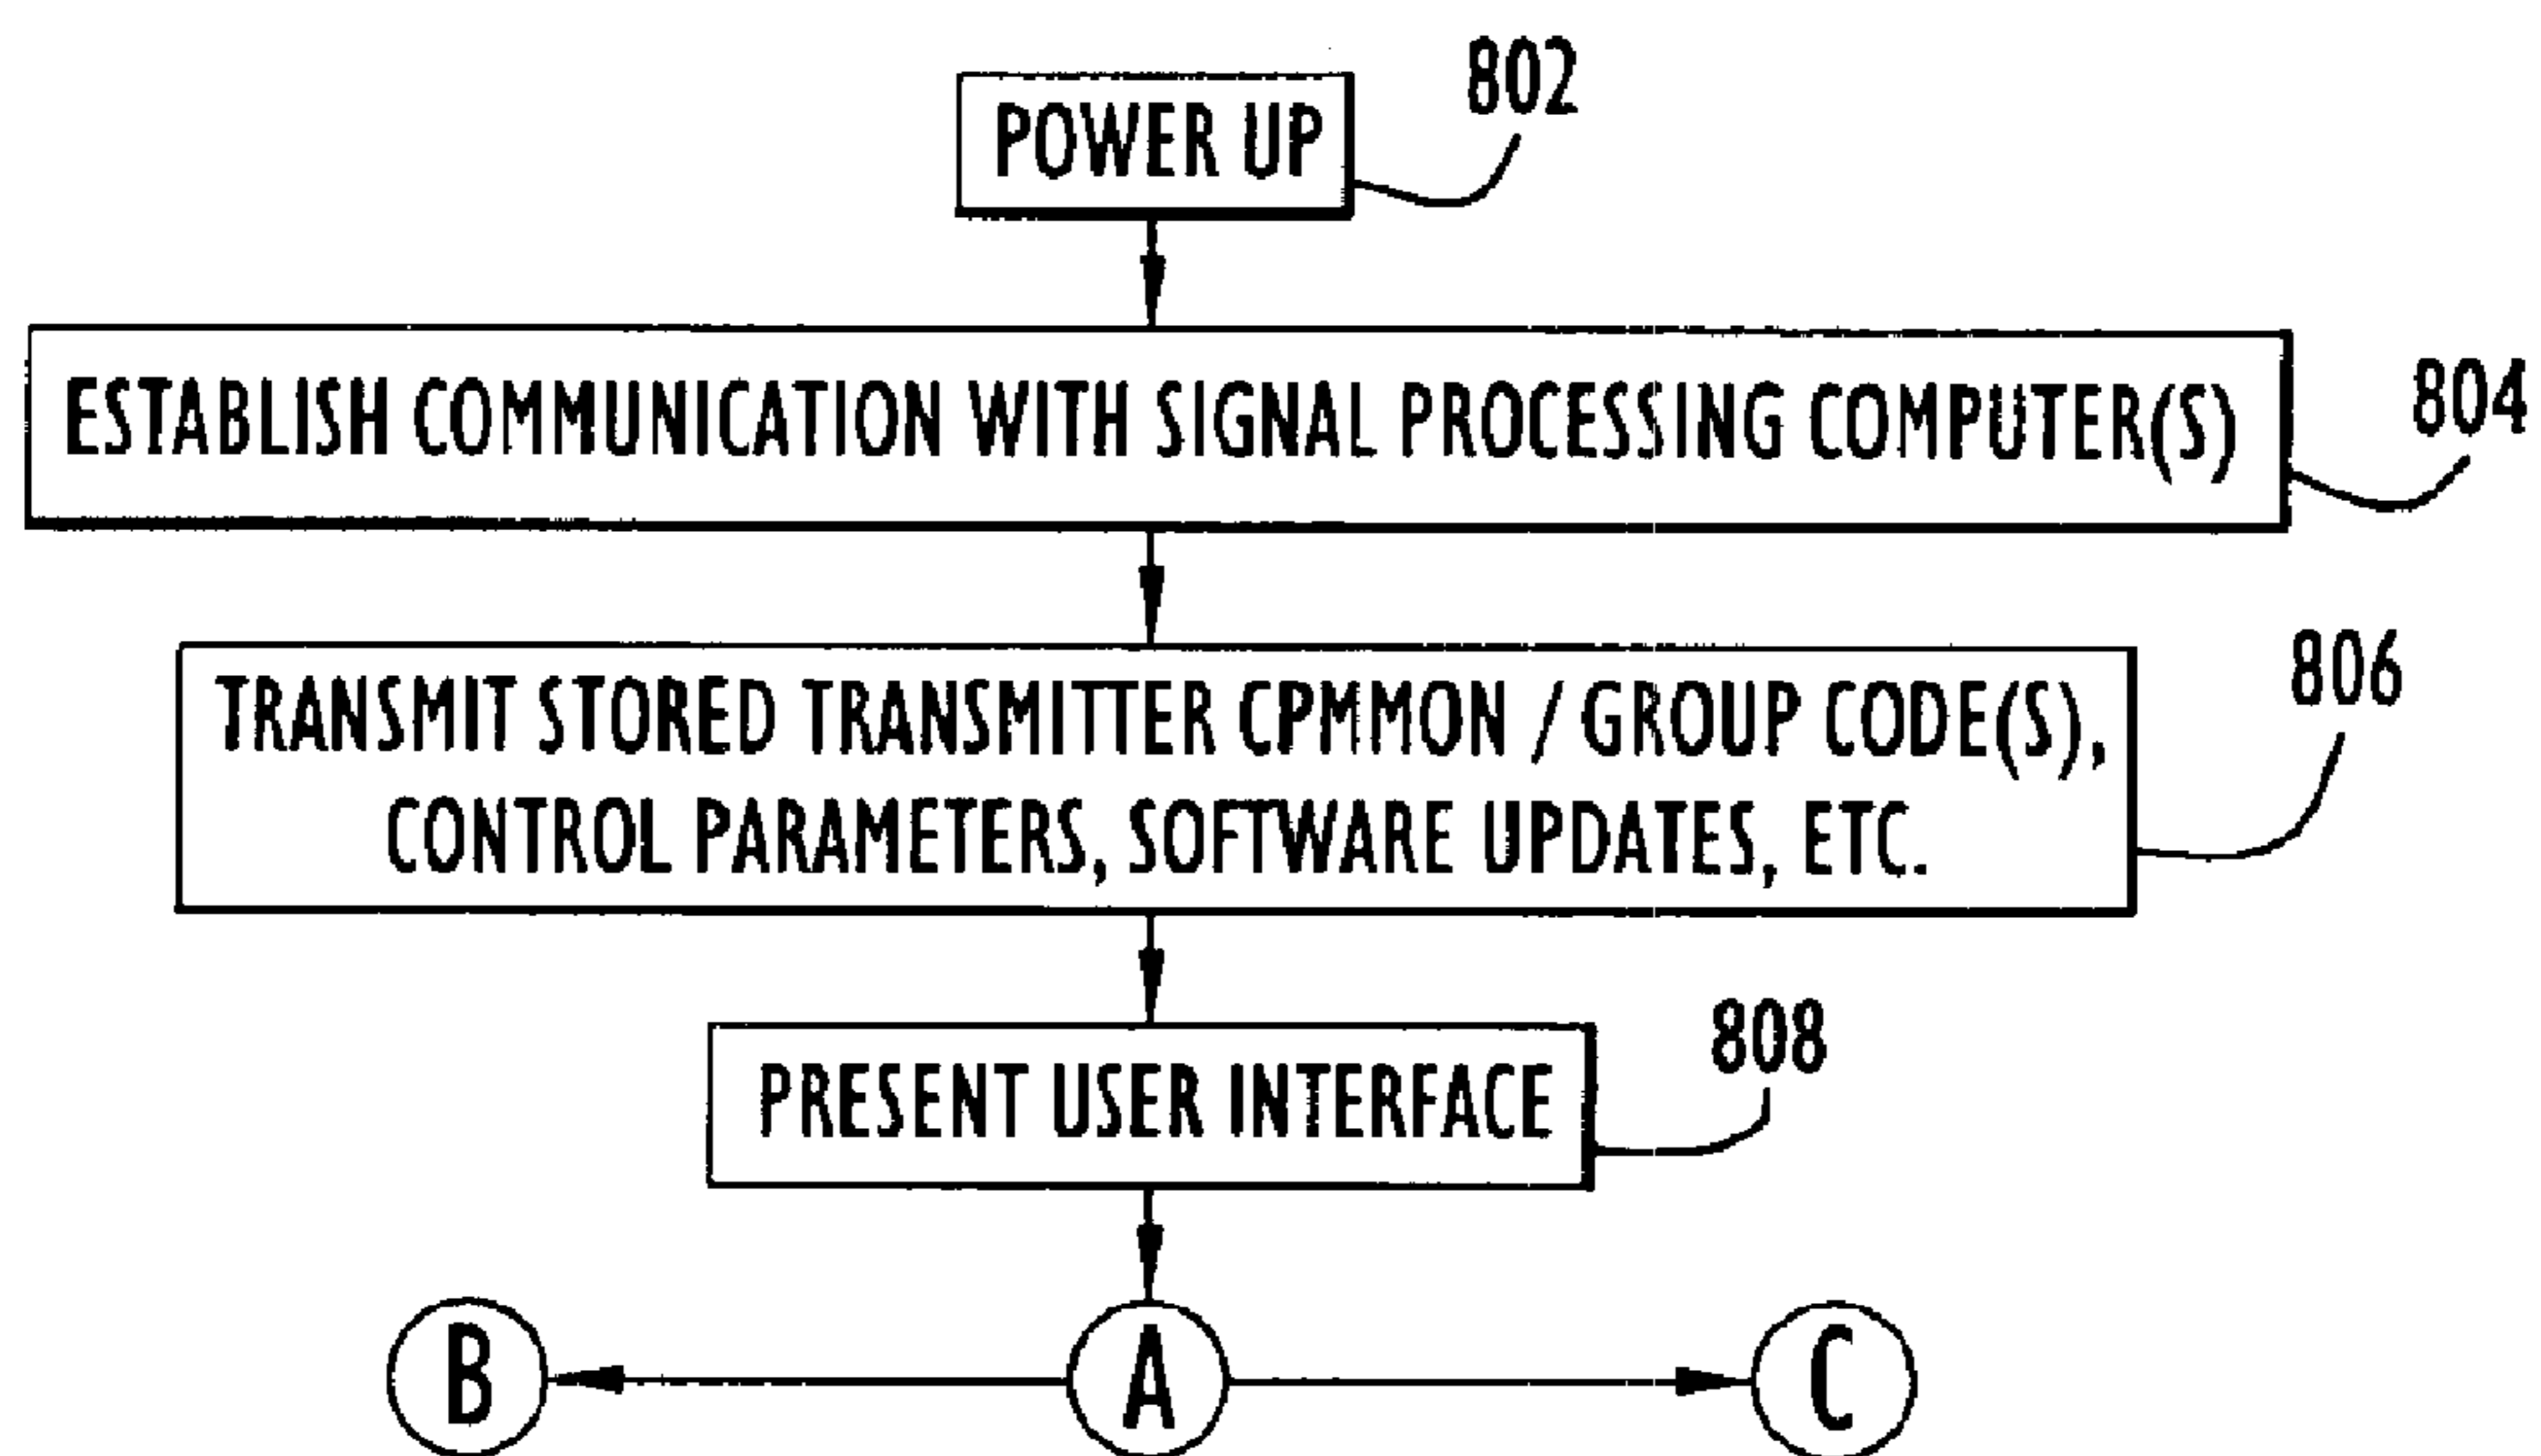 POWER UP
802
ESTABLISH COMMUNICATION WITH SIGNAL PROCESSING COMPUTER(S)
804
TRANSMIT STORED TRANSMITTER CPMMON / GROUP CODE(S),
CONTROL PARAMETERS, SOFTWARE UPDATES, ETC.
806
PRESENT USER INTERFACE
808
B
A
C